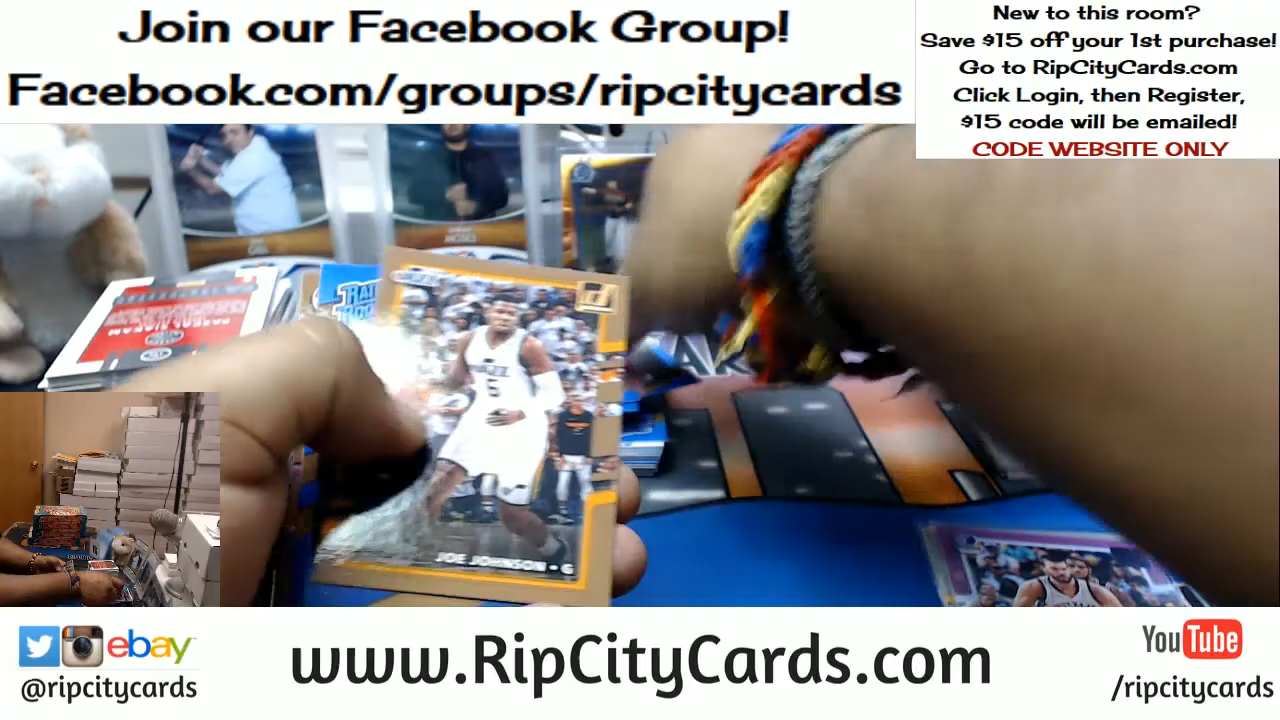 Join our Facebook Group!
Facebook.com/groups/ripcitycards
New to this room?
Save $15 off your 1st purchase!
Go to RipCityCards.com
Click Login, then Register,
$15 code will be emailed!
CODE WEBSITE ONLY
JOE JOHNSON • G
ebay
@ripcitycards
www.RipCityCards.com
YouTube
/ripcitycards